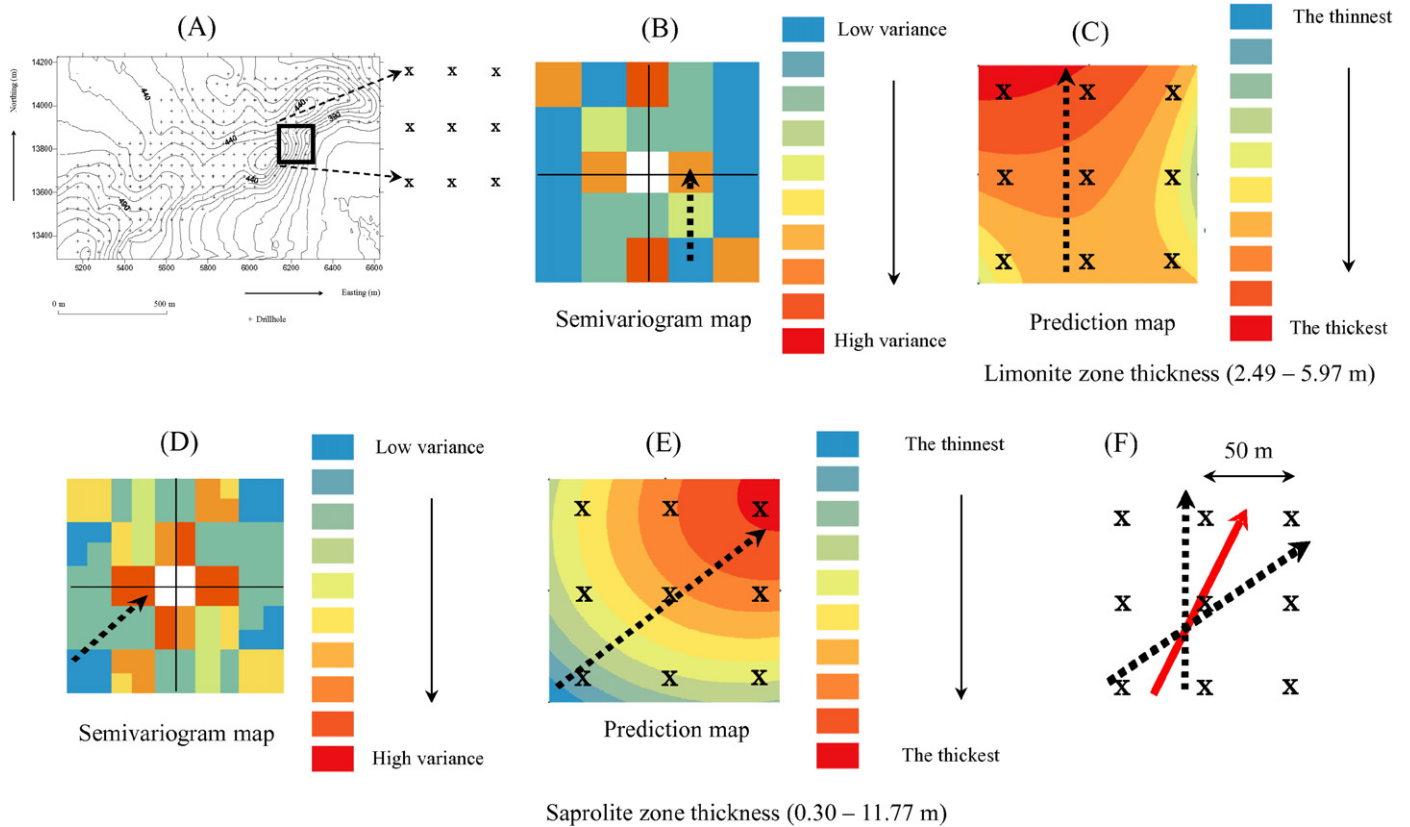 (A)
14200
14000
13800
13600
13400
Northing (m)
440
440
390
440
490
5200
5400
5600
5800
6000
6200
6400
6600
0 m
500 m
Easting (m)
+ Drillhole
x x x
x x x
x x x
(B)
Low variance
High variance
Semivariogram map
(C)
x x x
x x x
x x x
The thinnest
The thickest
Prediction map
Limonite zone thickness (2.49 – 5.97 m)
(D)
Low variance
High variance
Semivariogram map
(E)
x x x
x x x
x x x
The thinnest
The thickest
Prediction map
Saprolite zone thickness (0.30 – 11.77 m)
(F)
50 m
x x x
x x x
x x x